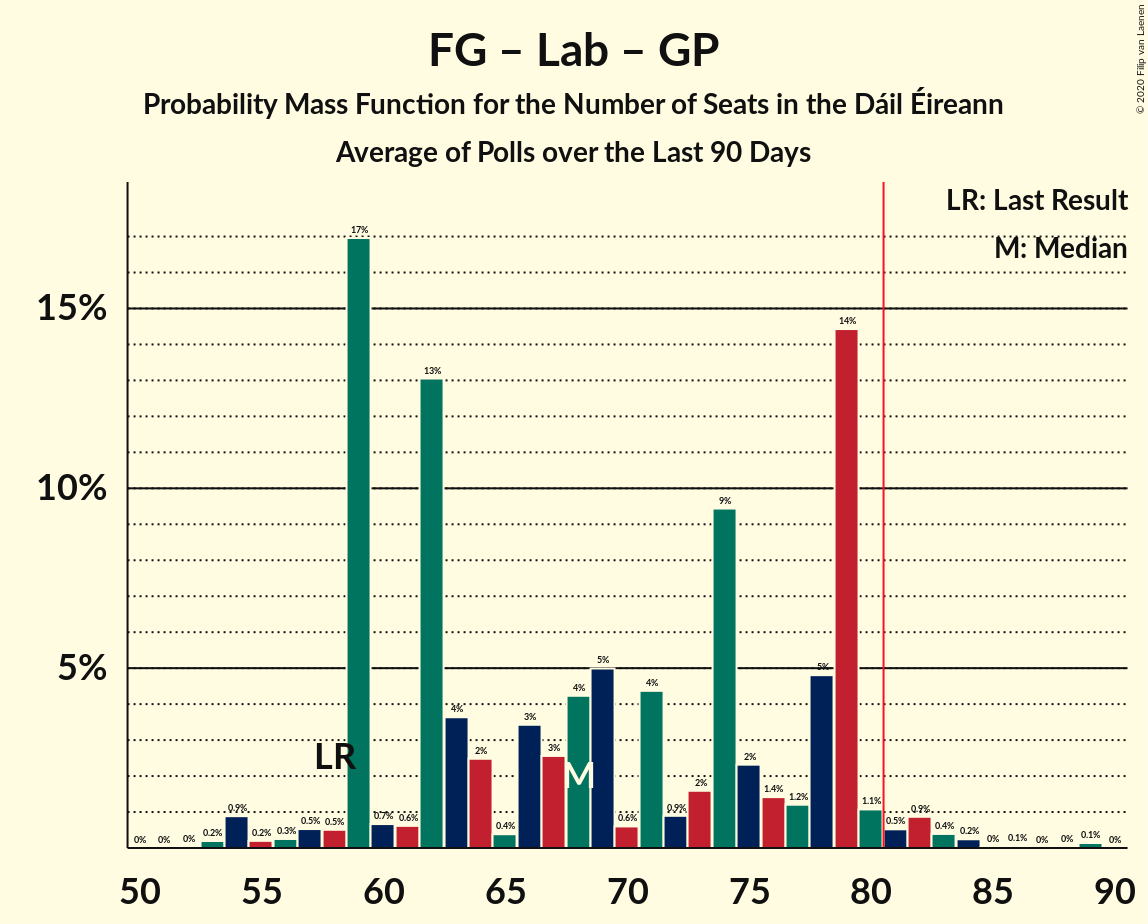 FG – Lab – GP
Probability Mass Function for the Number of Seats in the Dáil Éireann
Average of Polls over the Last 90 Days
© 2020 Filip van Laenen
LR: Last Result
M: Median
15%
10%
5%
0% 0% 0% 0.2% 0.9% 0.2% 0.3% 0.5% 0.5% 17% 0.7% 0.6% 13% 4% 2% 0.4% 3% 3% 4% 5% 0.6% 4% 0.9% 2% 9% 2% 1.4% 1.2% 5% 14% 1.1% 0.5% 0.9% 0.4% 0.2% 0% 0.1% 0% 0% 0.1% 0%
LR
M
50 55 60 65 70 75 80 85 90